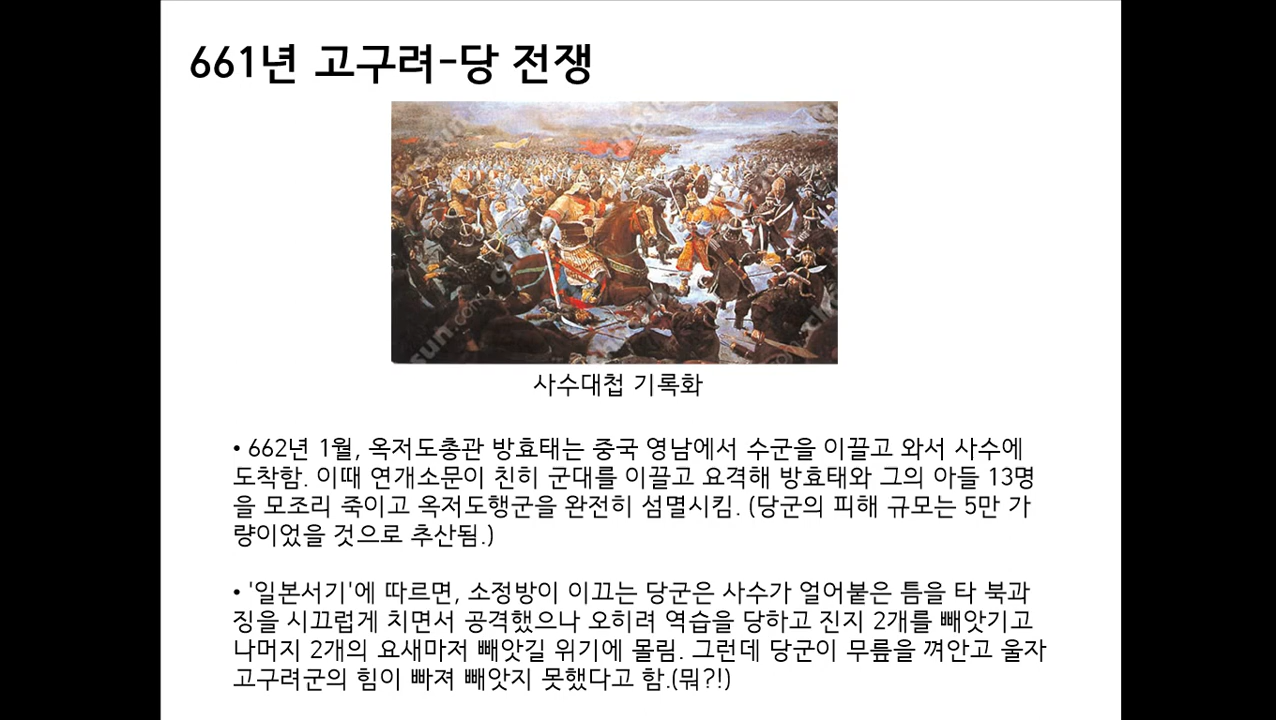 661년 고구려-당 전쟁
사수대첩 기록화
• 662년 1월, 옥저도총관 방효태는 중국 영남에서 수군을 이끌고 와서 사수에
도착함. 이때 연개소문이 친히 군대를 이끌고 요격해 방효태와 그의 아들 13명
을 모조리 죽이고 옥저도행군을 완전히 섬멸시킴. (당군의 피해 규모는 5만 가
량이었을 것으로 추산됨.)
• '일본서기'에 따르면, 소정방이 이끄는 당군은 사수가 얼어붙은 틈을 타 북과
징을 시끄럽게 치면서 공격했으나 오히려 역습을 당하고 진지 2개를 빼앗기고
나머지 2개의 요새마저 빼앗길 위기에 몰림. 그런데 당군이 무릎을 껴안고 울자
고구려군의 힘이 빠져 빼앗지 못했다고 함.(뭐?!)